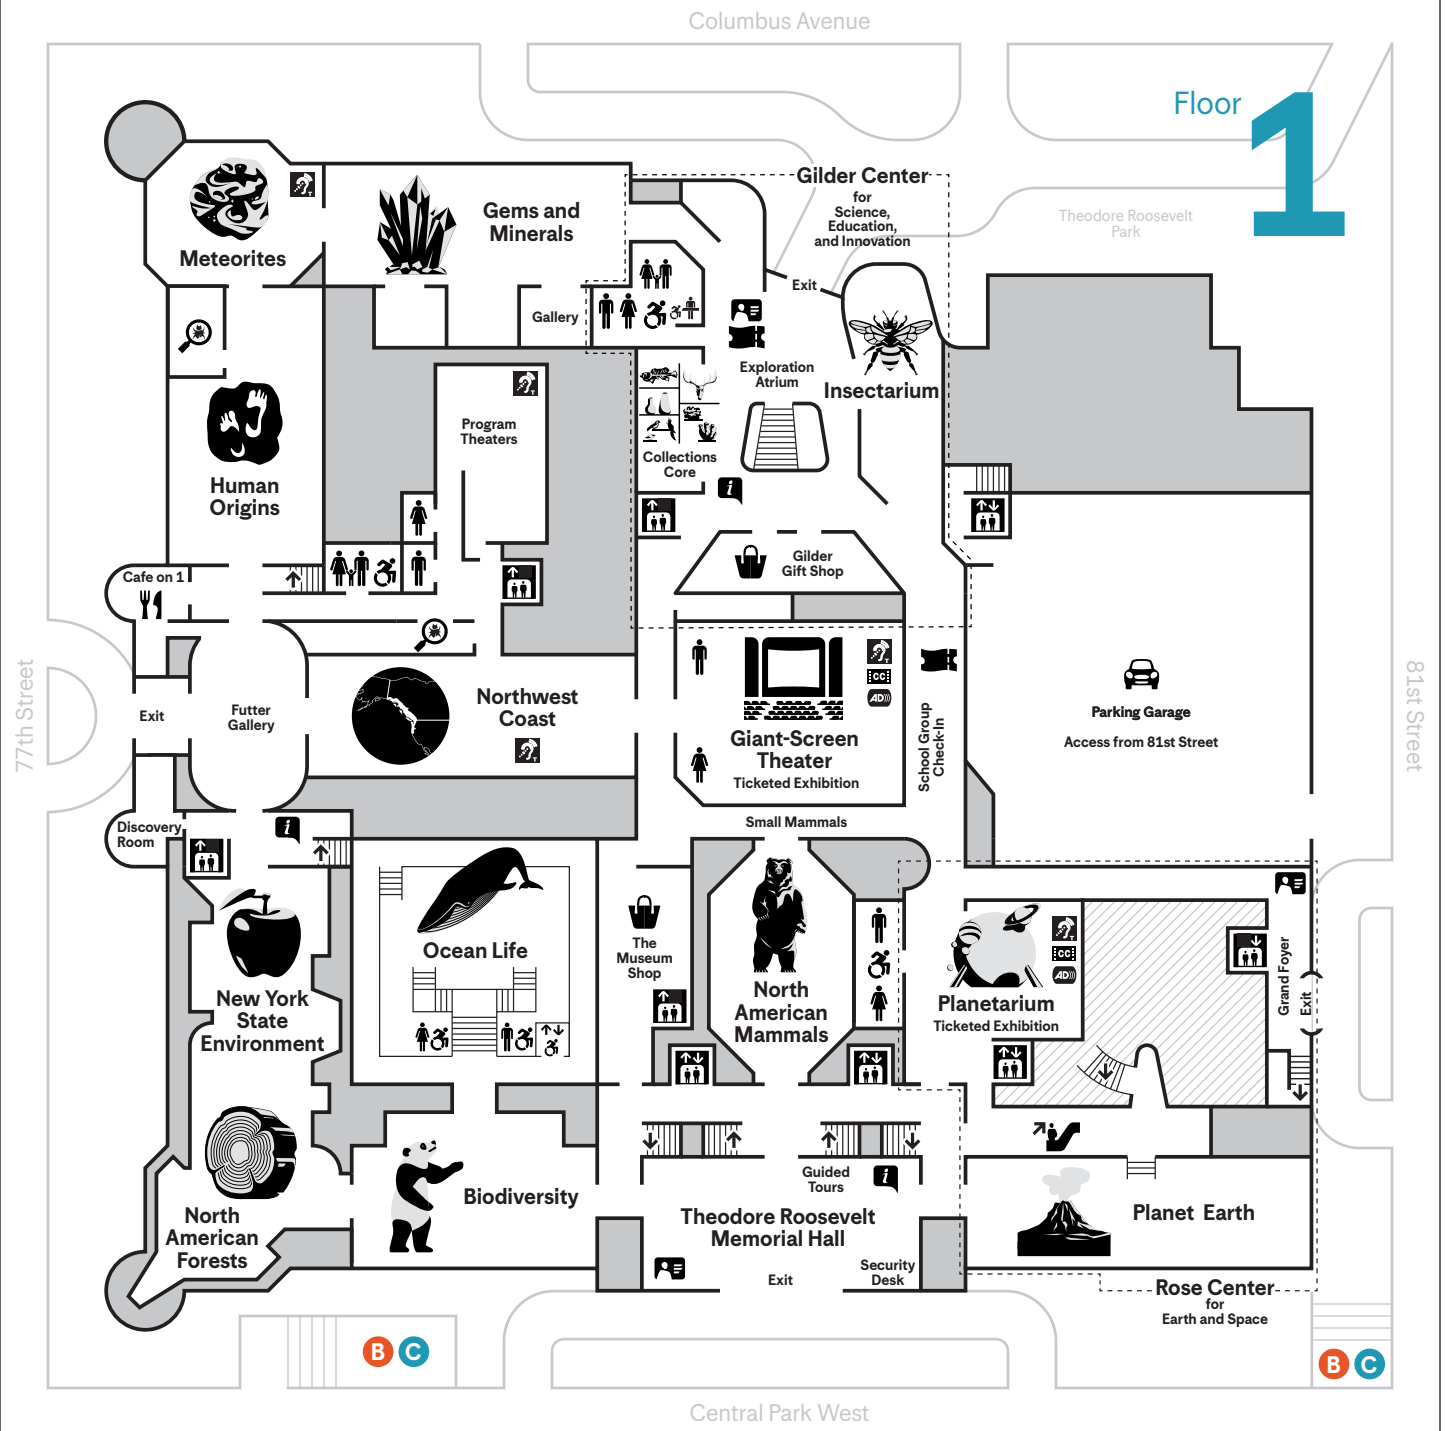 Columbus Avenue
Floor
1
Gilder Center
for
Science,
Education,
and Innovation
Theodore Roosevelt
Park
Gems and
Minerals
Meteorites
Exit
Gallery
Exploration
Atrium
Insectarium
Program
Theaters
Collections
Core
Human
Origins
i
Gilder
Gift Shop
Cafe on 1
77th Street
Exit
Futter
Gallery
Northwest
Coast
CC
AD
Giant-Screen
Theater
Ticketed Exhibition
School Group
Check-In
Parking Garage
Access from 81st Street
81st Street
Small Mammals
Discovery
Room
i
Ocean Life
The
Museum
Shop
North
American
Mammals
CC
AD
Planetarium
Ticketed Exhibition
Grand Foyer
Exit
New York
State
Environment
North
American
Forests
Biodiversity
Guided
Tours
i
Theodore Roosevelt
Memorial Hall
Exit
Security
Desk
Planet Earth
Rose Center
for
Earth and Space
B C
B C
Central Park West